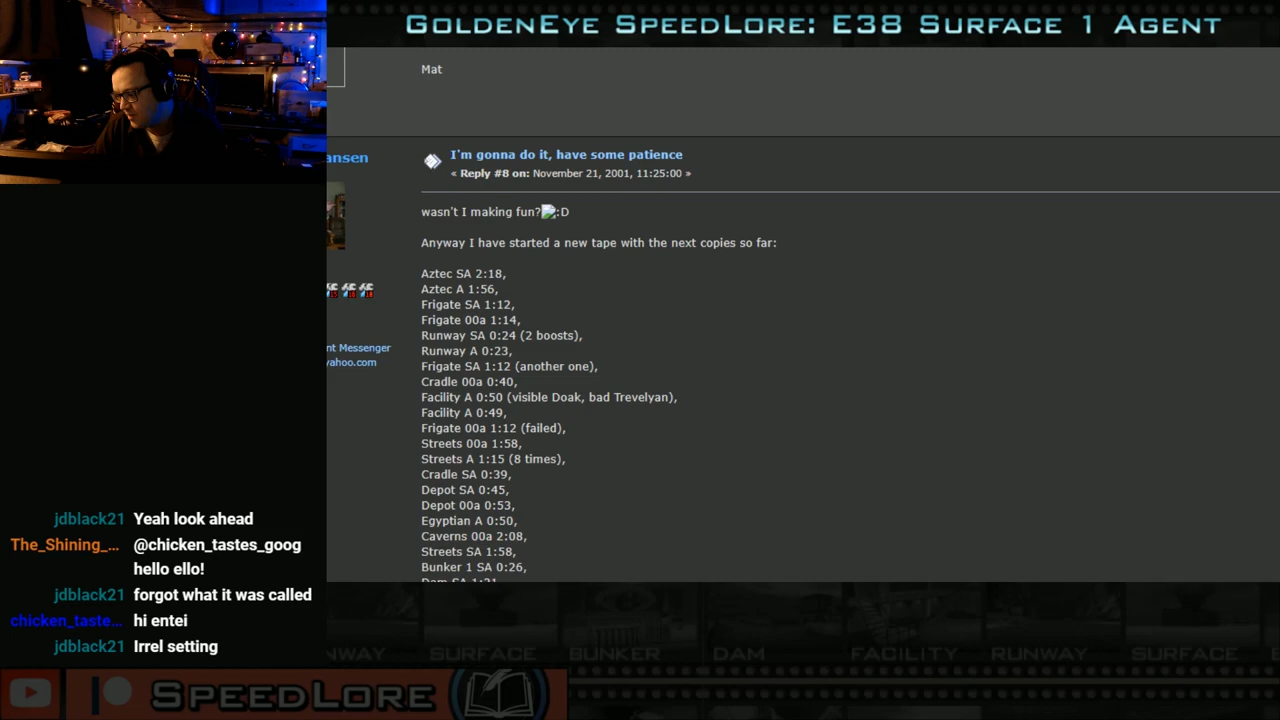 GOLDENEYE SPEEDLORE: E38 SURFACE 1 AGENT
Mat
ansen
I'm gonna do it, have some patience
« Reply #8 on: November 21, 2001, 11:25:00 »
wasn't I making fun? :D
Anyway I have started a new tape with the next copies so far:
Aztec SA 2:18,
Aztec A 1:56,
Frigate SA 1:12,
Frigate 00a 1:14,
Runway SA 0:24 (2 boosts),
Runway A 0:23,
nt Messenger
yahoo.com
Frigate SA 1:12 (another one),
Cradle 00a 0:40,
Facility A 0:50 (visible Doak, bad Trevelyan),
Facility A 0:49,
Frigate 00a 1:12 (failed),
Streets 00a 1:58,
Streets A 1:15 (8 times),
Cradle SA 0:39,
Depot SA 0:45,
Depot 00a 0:53,
Egyptian A 0:50,
Caverns 00a 2:08,
Streets SA 1:58,
Bunker 1 SA 0:26,
Dam SA 1:21
jdblack21 Yeah look ahead
The_Shining_... @chicken_tastes_goog
hello ello!
jdblack21 forgot what it was called
chicken_taste... hi entei
jdblack21 Irrel setting
NWAY SURFACE BUNKER DAM FACILITY RUNWAY SURFACE
SPEEDLORE